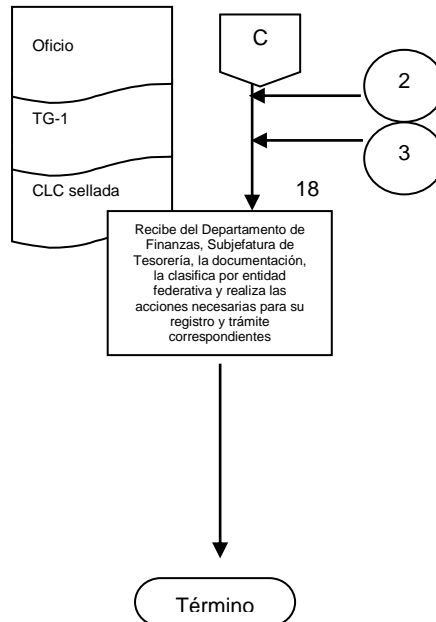 Oficio
C
2
TG-1
3
CLC sellada
18
Recibe del Departamento de
Finanzas, Subjefatura de
Tesorería, la documentación,
la clasifica por entidad
federativa y realiza las
acciones necesarias para su
registro y trámite
correspondientes
Término